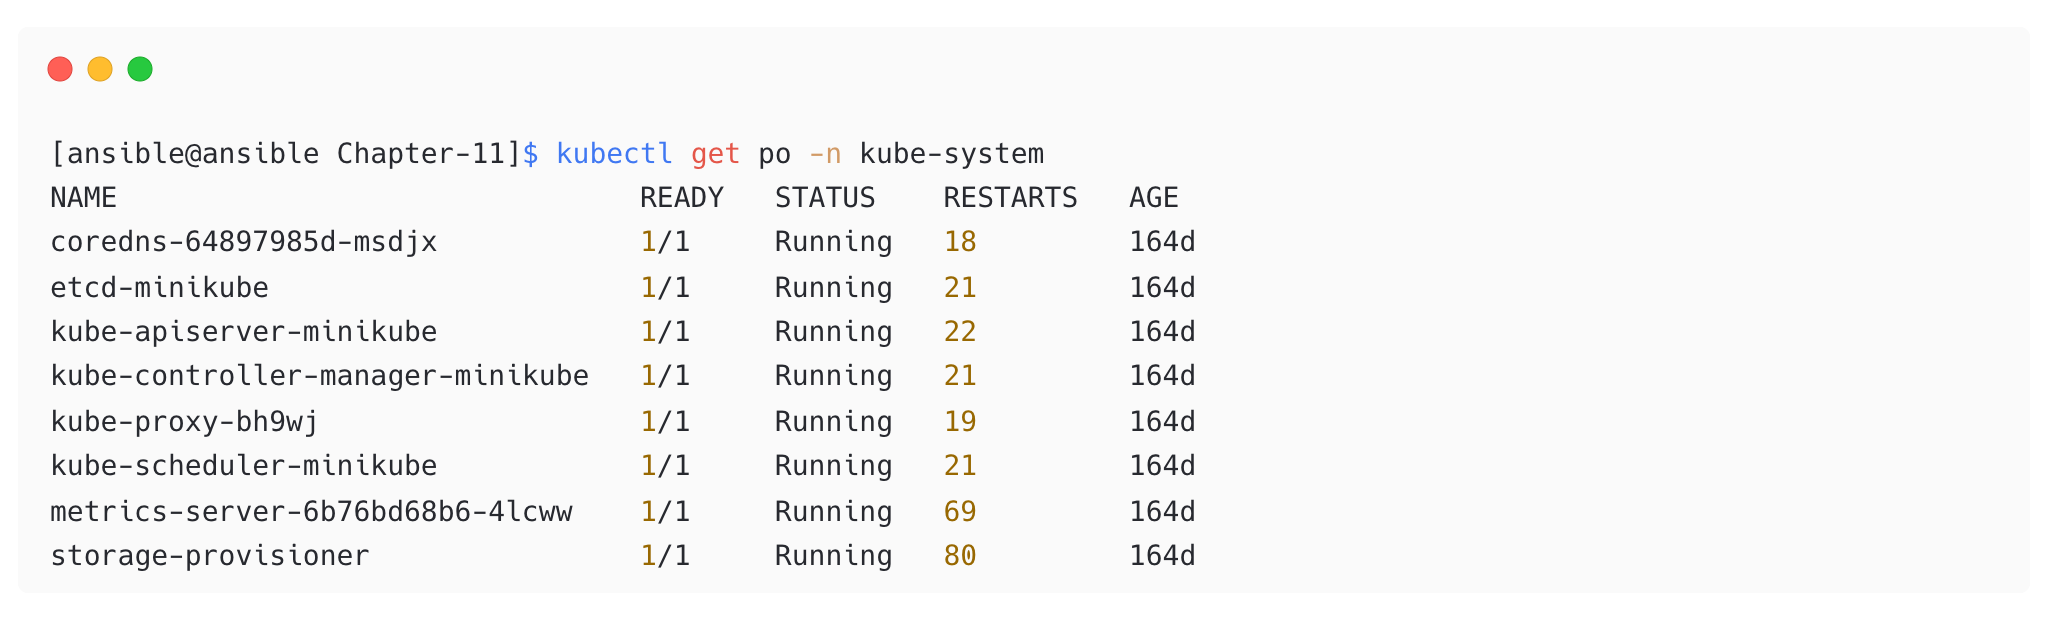 [ansible@ansible Chapter-11]$ kubectl get po -n kube-system
NAME                               READY   STATUS    RESTARTS   AGE
coredns-64897985d-msdjx            1/1     Running   18         164d
etcd-minikube                      1/1     Running   21         164d
kube-apiserver-minikube            1/1     Running   22         164d
kube-controller-manager-minikube   1/1     Running   21         164d
kube-proxy-bh9wj                   1/1     Running   19         164d
kube-scheduler-minikube            1/1     Running   21         164d
metrics-server-6b76bd68b6-4lcww    1/1     Running   69         164d
storage-provisioner                1/1     Running   80         164d